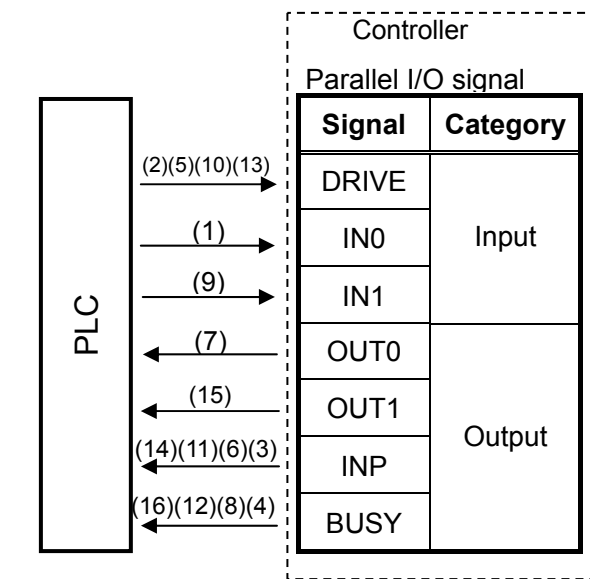 Controller
Parallel I/O signal
Signal Category
(2)(5)(10)(13) DRIVE
(1) IN0 Input
(9) IN1
PLC
(7) OUT0
(15) OUT1
Output
(14)(11)(6)(3) INP
(16)(12)(8)(4) BUSY